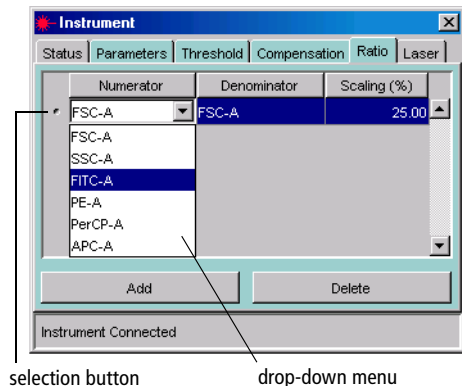 Instrument
Status Parameters Threshold Compensation Ratio Laser
Numerator Denominator Scaling (%)
FSC-A FSC-A 25.00
FSC-A
SSC-A
FITC-A
PE-A
PerCP-A
APC-A
Add Delete
Instrument Connected
selection button drop-down menu